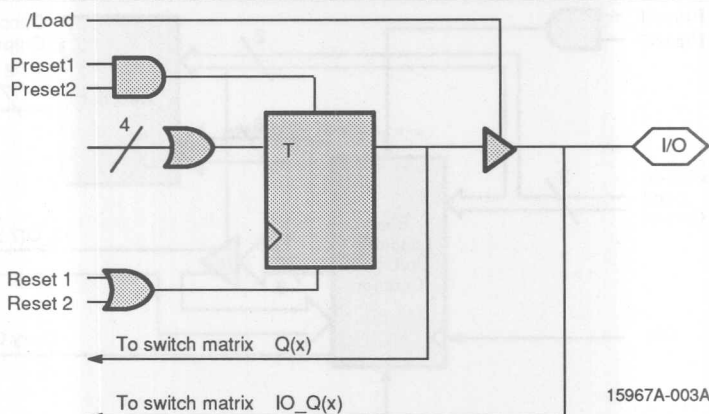 /Load
Preset1
Preset2
4
T
I/O
Reset 1
Reset 2
To switch matrix Q(x)
To switch matrix IO_Q(x)
15967A-003A